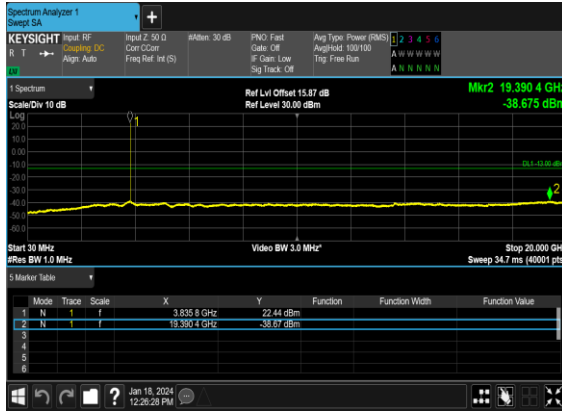 Spectrum Analyzer 1
Swept SA
+
KEYSIGHT Input: RF Input Z: 50 Ω #Atten: 30 dB PNO: Fast Avg Type: Power (RMS) 1 2 3 4 5 6
R T Coupling: DC Corr CCorr Gate: Off Avg|Hold: 100/100 A W W W W W
Align: Auto Freq Ref: Int (S) IF Gain: Low Trig: Free Run
LU Sig Track: Off A N N N N N
1 Spectrum Ref Lvl Offset 15.87 dB Mkr2 19.390 4 GHz
Scale/Div 10 dB Ref Level 30.00 dBm -38.675 dBm
Log
1
20.0
10.0
0.00
-10.0
DL1 -13.00 dBm
-20.0
-30.0
2
-40.0
-50.0
-60.0
Start 30 MHz Video BW 3.0 MHz* Stop 20.000 GHz
#Res BW 1.0 MHz Sweep 34.7 ms (40001 pts)
5 Marker Table
Mode Trace Scale X Y Function Function Width Function Value
1 N 1 f 3.835 8 GHz 22.44 dBm
2 N 1 f 19.390 4 GHz -38.67 dBm
3
4
5
6
? Jan 18, 2024
12:26:28 PM